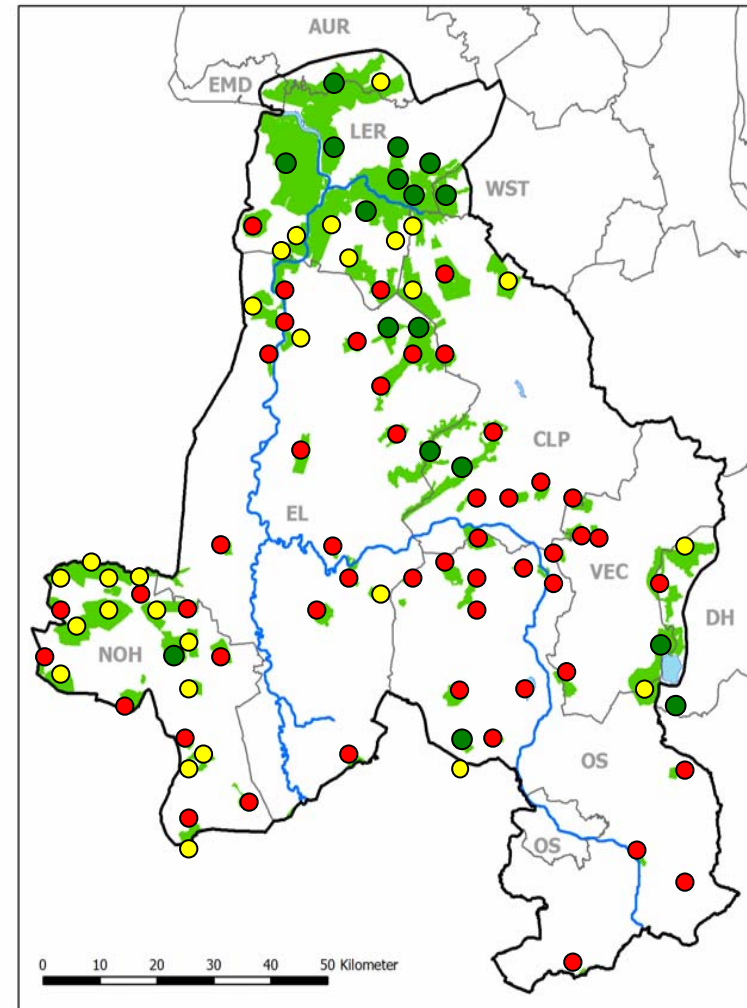 AUR
EMD
LER
WST
CLP
EL
VEC
DH
NOH
OS
OS
0 10 20 30 40 50 Kilometer